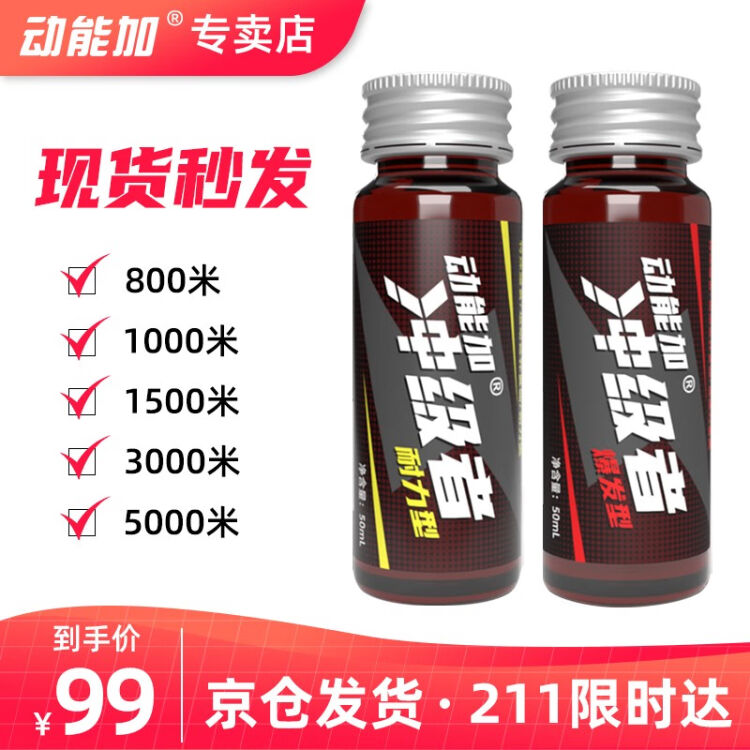 动能加® 专卖店
现货秒发
800米
1000米
1500米
3000米
5000米
动能加®
冲级者
耐力型
净含量：50mL
动能加®
冲级者
爆发型
净含量：50mL
到手价
¥99
京仓发货·211限时达